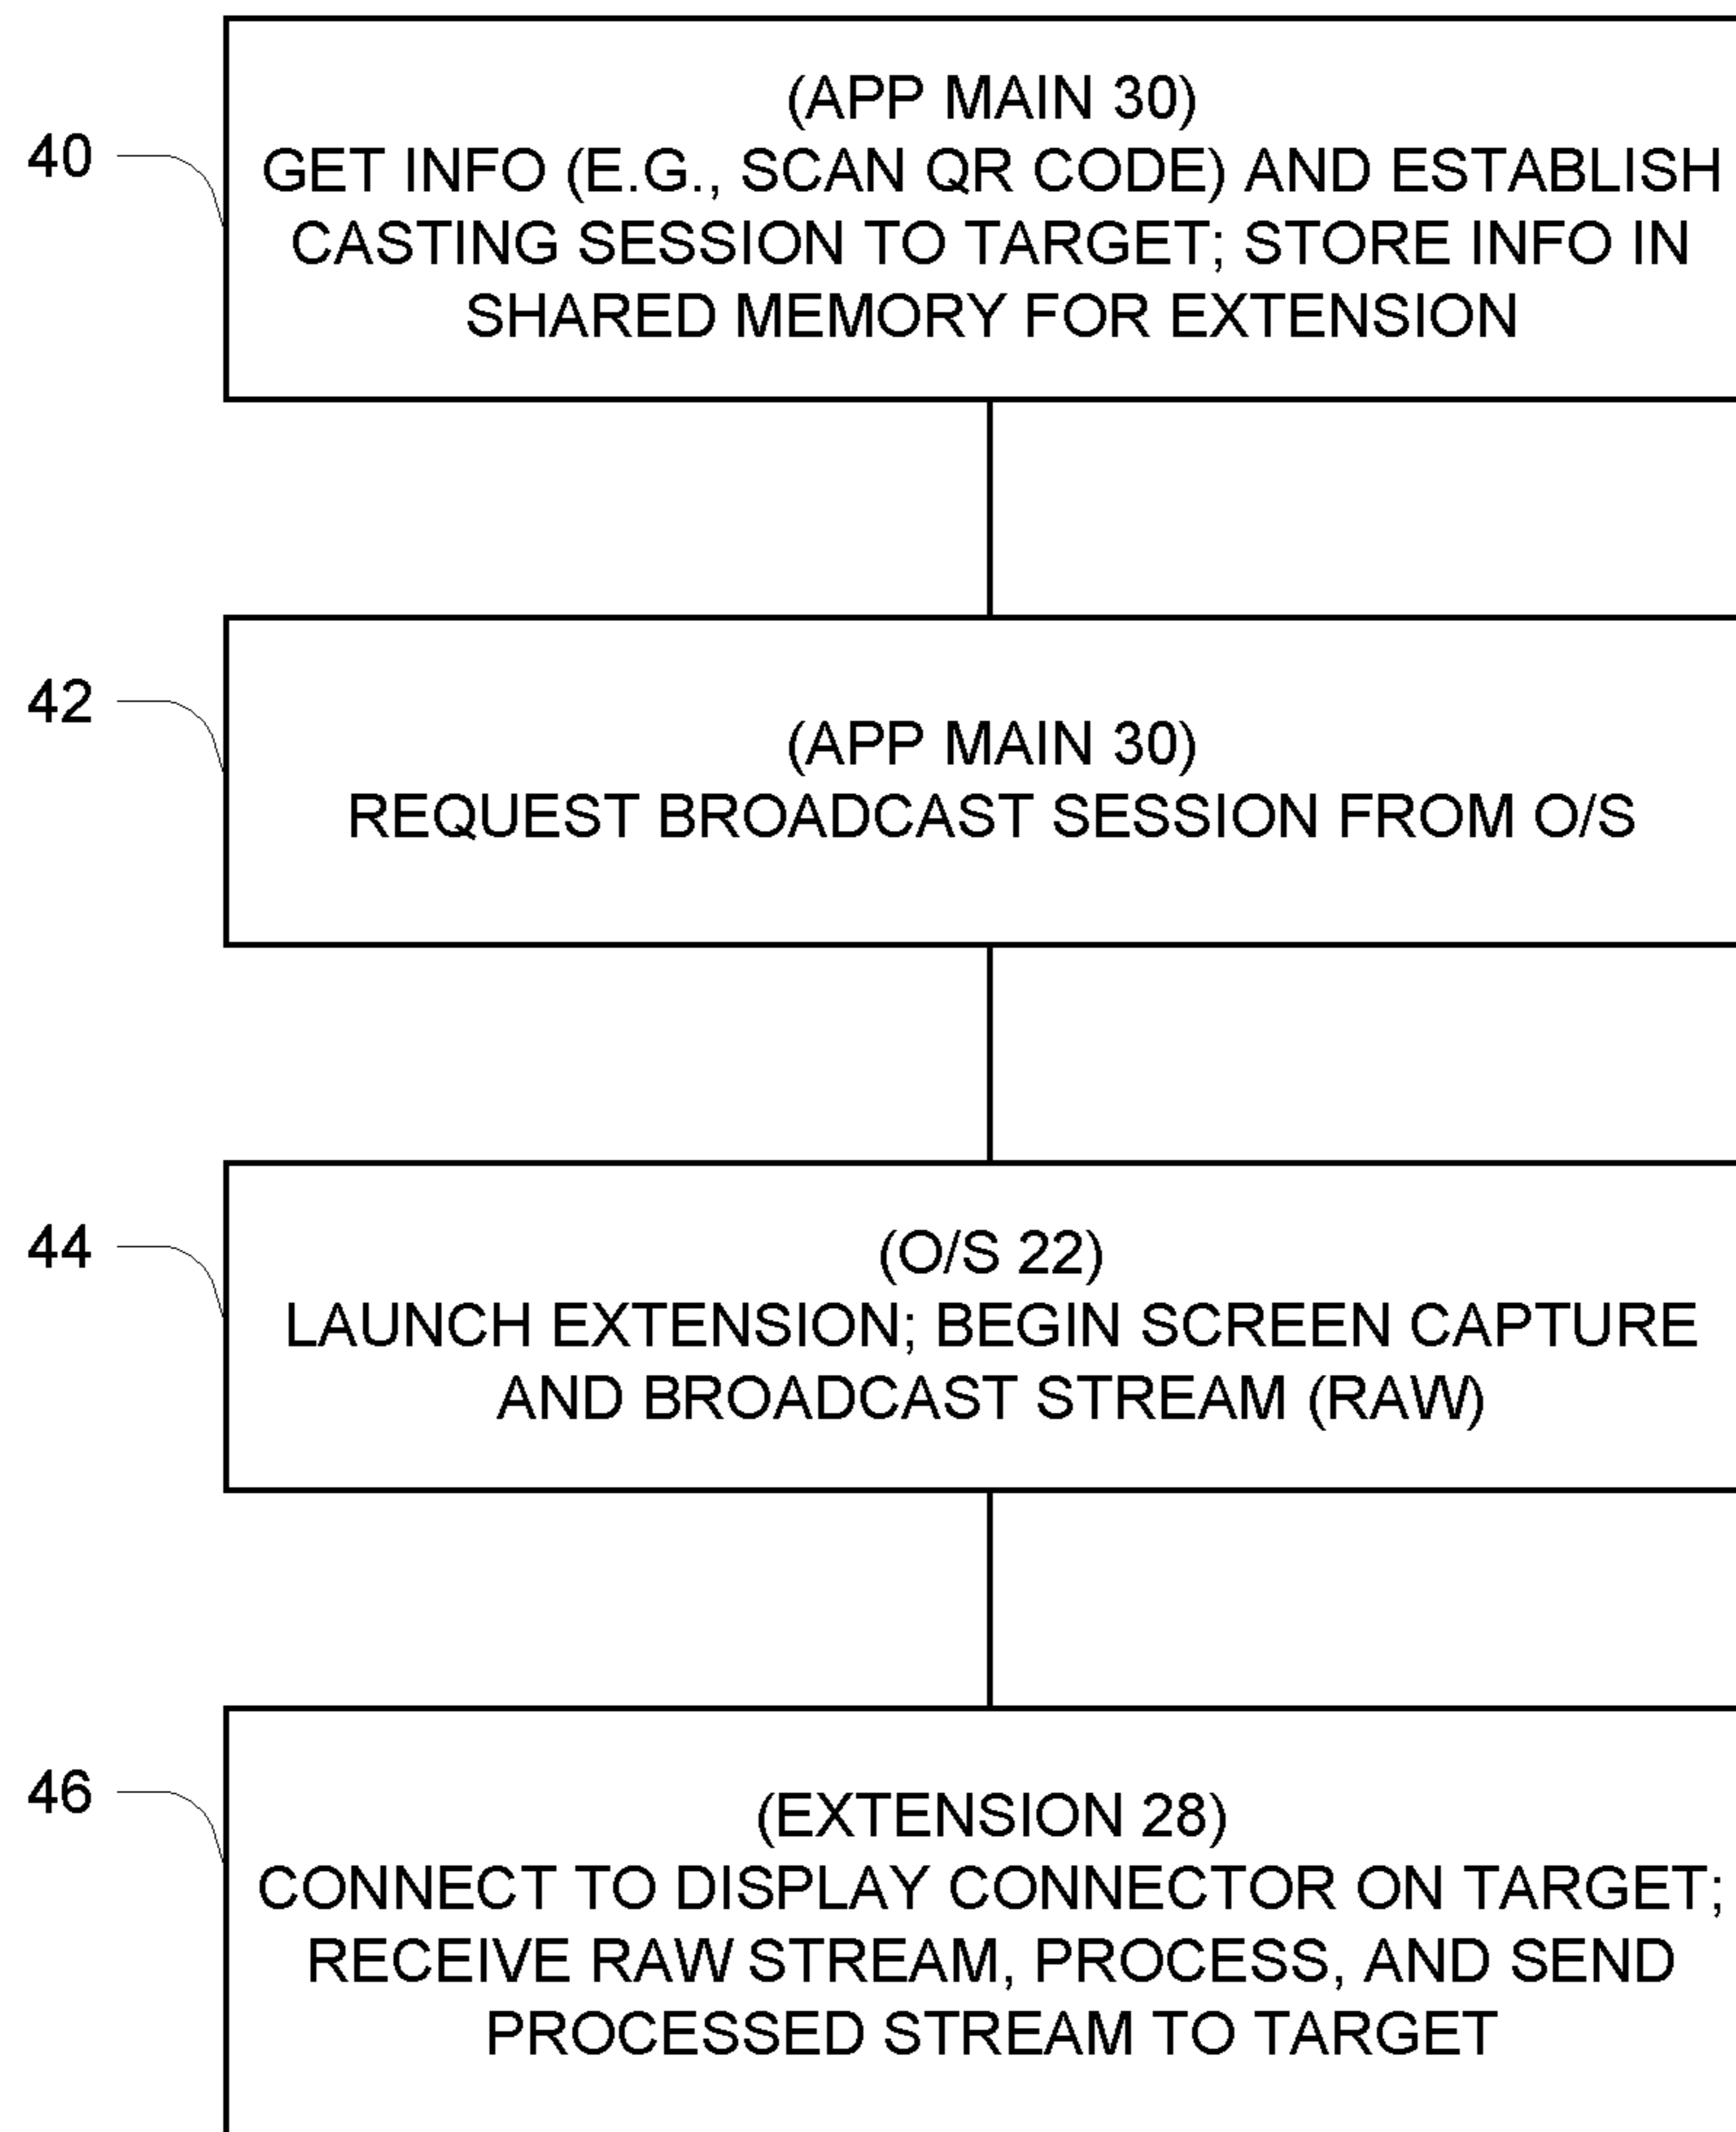 40
(APP MAIN 30)
GET INFO (E.G., SCAN QR CODE) AND ESTABLISH
CASTING SESSION TO TARGET; STORE INFO IN
SHARED MEMORY FOR EXTENSION
42
(APP MAIN 30)
REQUEST BROADCAST SESSION FROM O/S
44
(O/S 22)
LAUNCH EXTENSION; BEGIN SCREEN CAPTURE
AND BROADCAST STREAM (RAW)
46
(EXTENSION 28)
CONNECT TO DISPLAY CONNECTOR ON TARGET;
RECEIVE RAW STREAM, PROCESS, AND SEND
PROCESSED STREAM TO TARGET